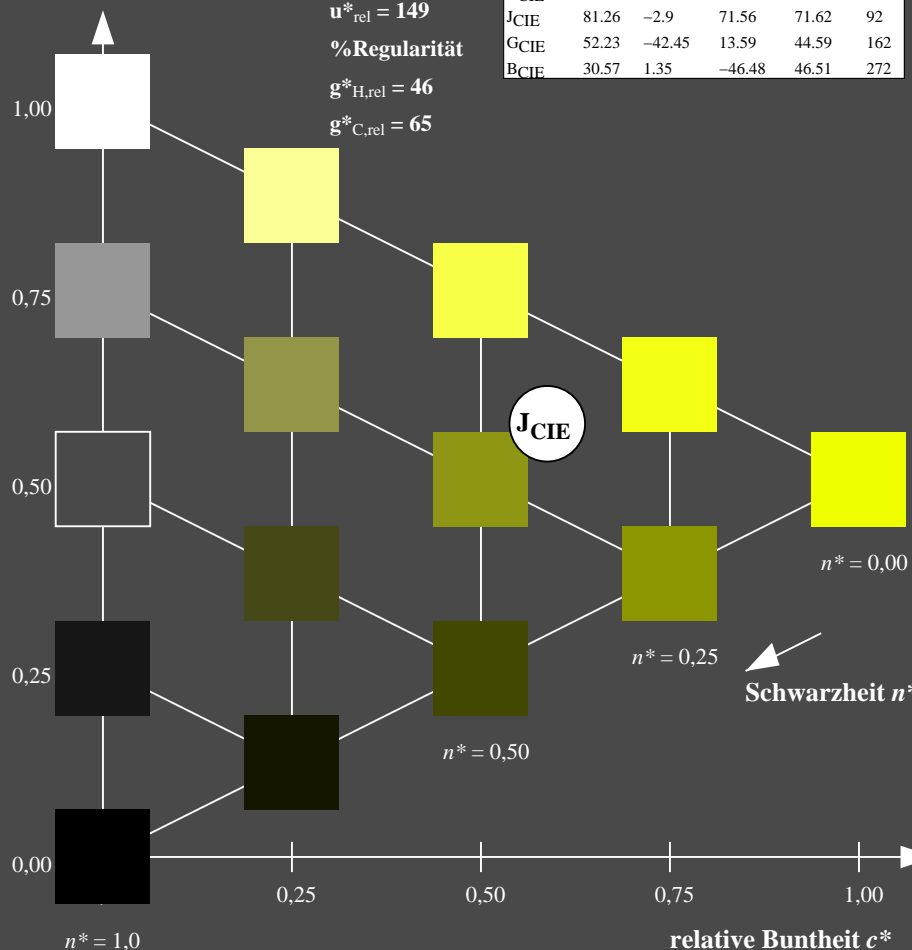 u*rel = 149
%Regularität
g*H,rel = 46
g*C,rel = 65
JCIE 81.26 −2.9 71.56 71.62 92
GCIE 52.23 −42.45 13.59 44.59 162
BCIE 30.57 1.35 −46.48 46.51 272
1,00
0,75
JCIE
0,50
n* = 0,00
n* = 0,25
0,25
Schwarzheit n*
n* = 0,50
0,00
0,25 0,50 0,75 1,00
n* = 1,0
relative Buntheit c*